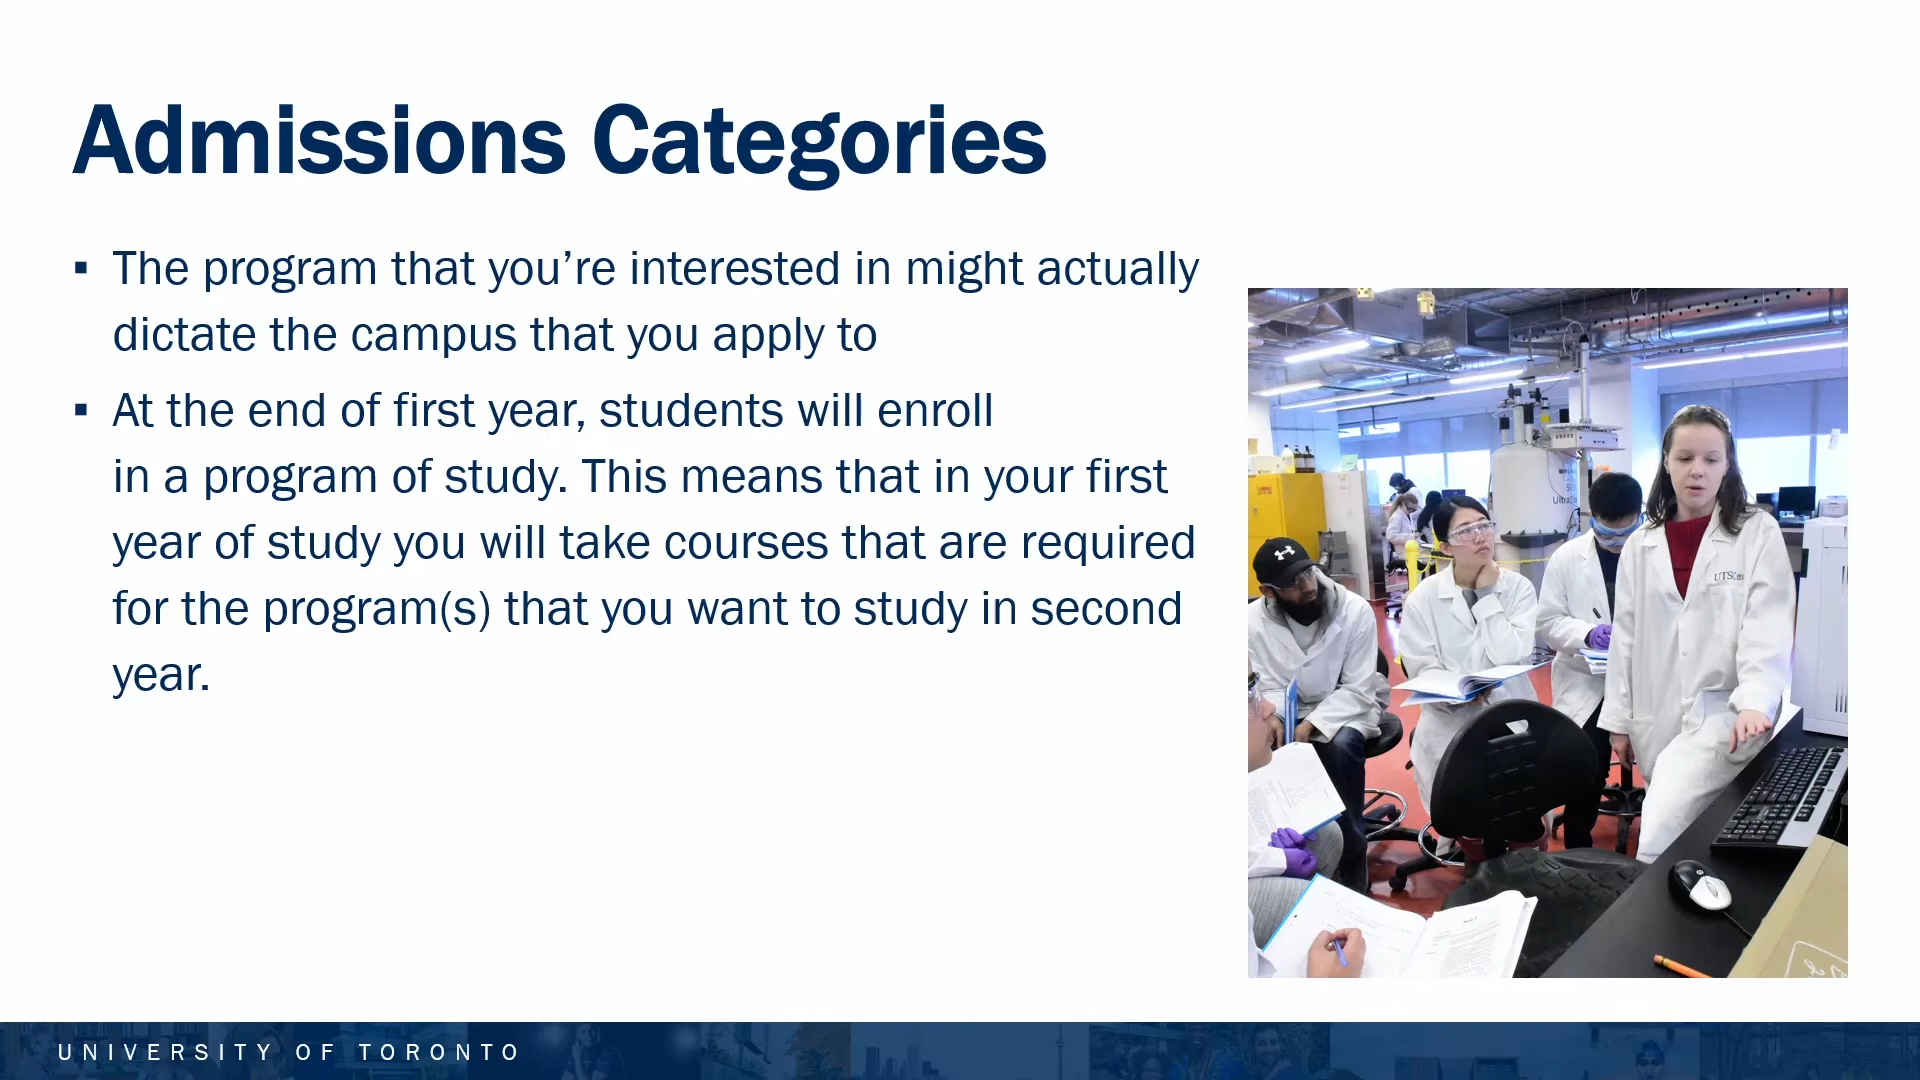 Admissions Categories
▪ The program that you’re interested in might actually
dictate the campus that you apply to
▪ At the end of first year, students will enroll
in a program of study. This means that in your first
year of study you will take courses that are required
for the program(s) that you want to study in second
year.
UTSC
UNIVERSITY OF TORONTO